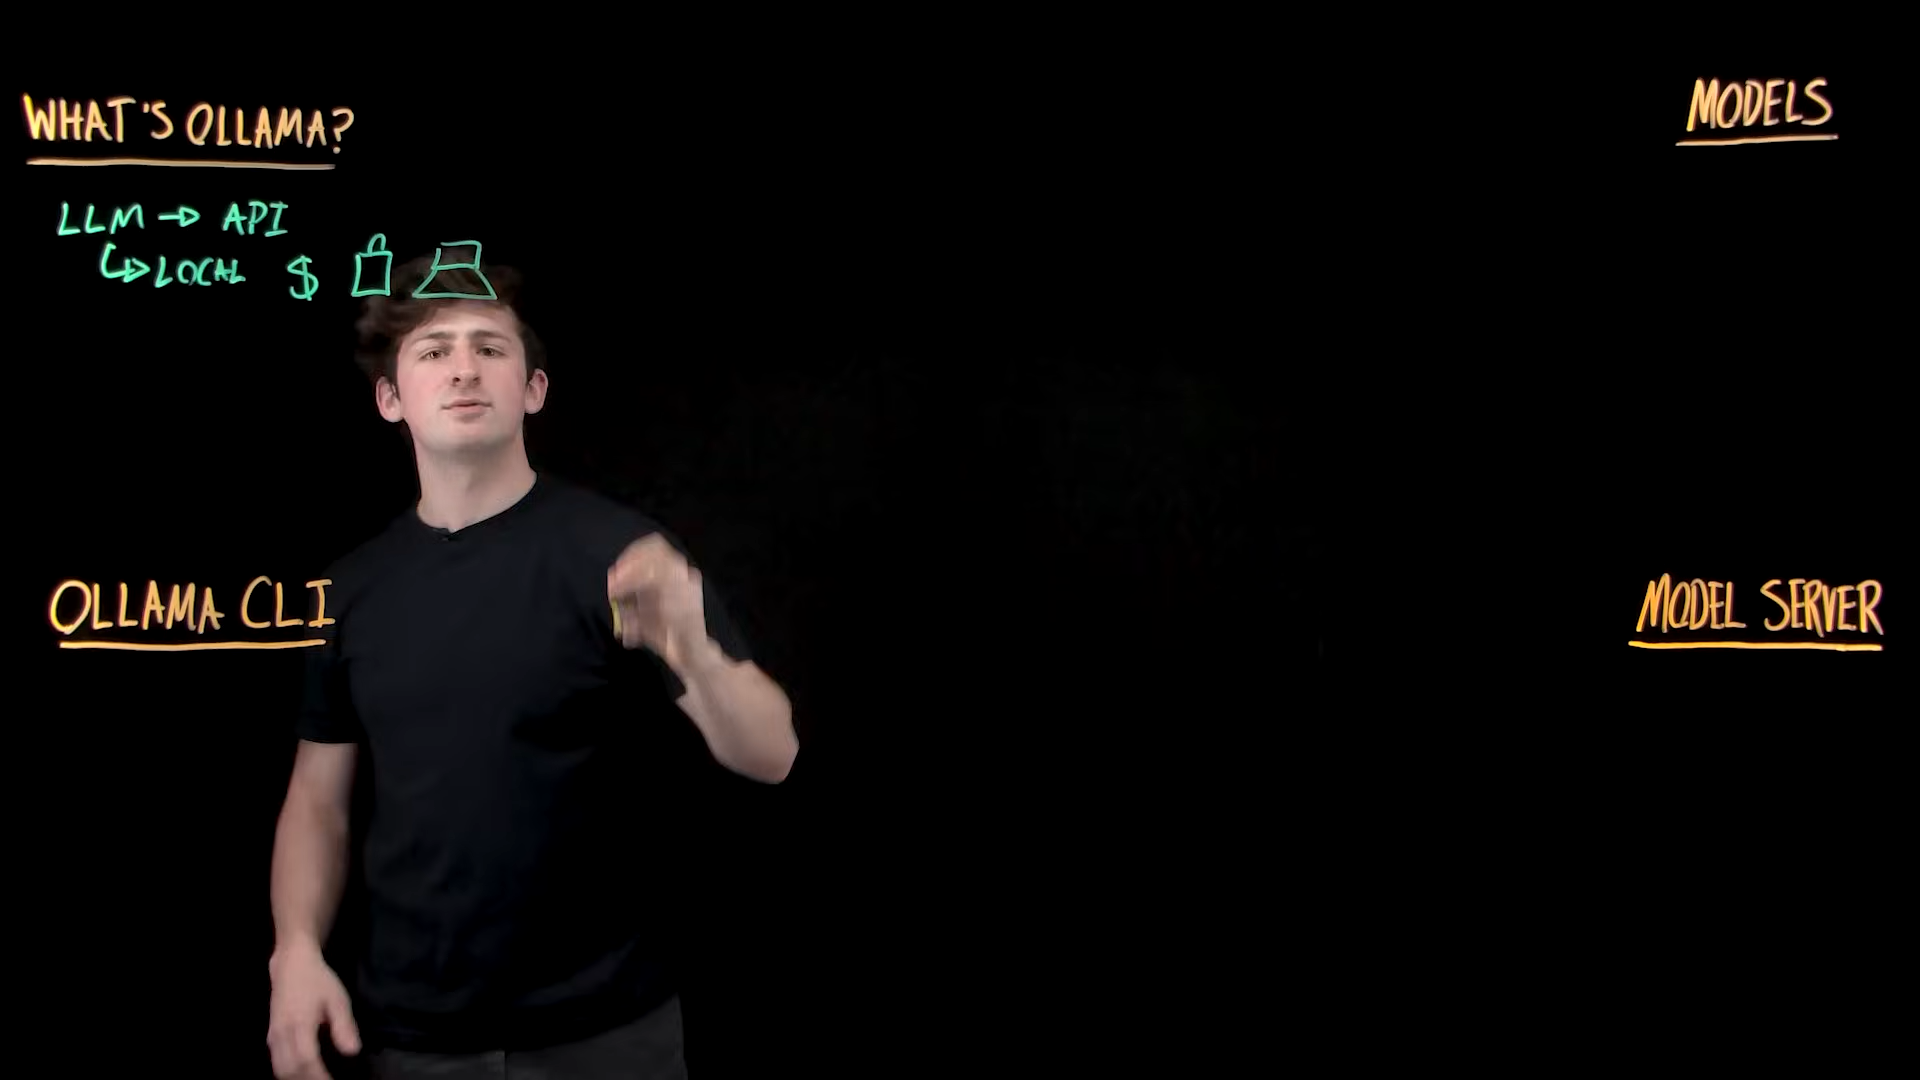 WHAT'S OLLAMA?
LLM → API
↳ LOCAL $
OLLAMA CLI
MODELS
MODEL SERVER